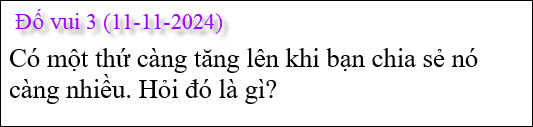 Đố vui 3 (11-11-2024)
Có một thứ càng tăng lên khi bạn chia sẻ nó
càng nhiều. Hỏi đó là gì?